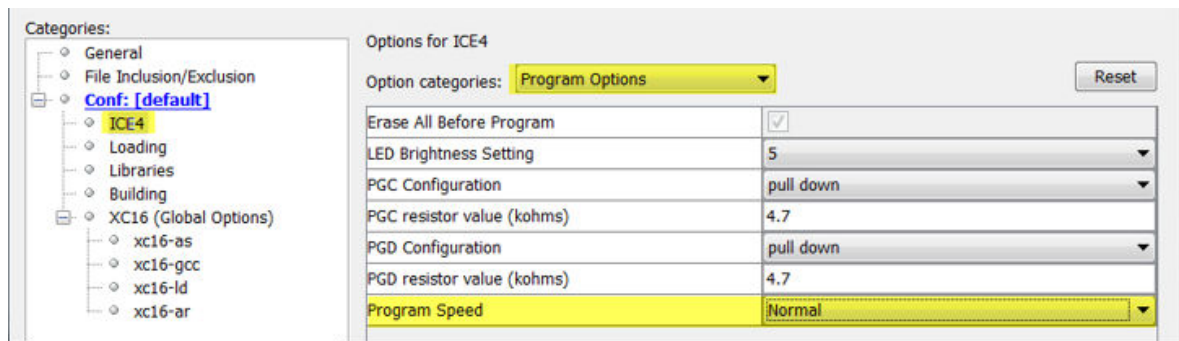 Categories:
General
File Inclusion/Exclusion
Conf: [default]
ICE4
Loading
Libraries
Building
XC16 (Global Options)
xc16-as
xc16-gcc
xc16-ld
xc16-ar
Options for ICE4
Option categories: Program Options
Reset
Erase All Before Program
LED Brightness Setting 5
PGC Configuration pull down
PGC resistor value (kohms) 4.7
PGD Configuration pull down
PGD resistor value (kohms) 4.7
Program Speed Normal